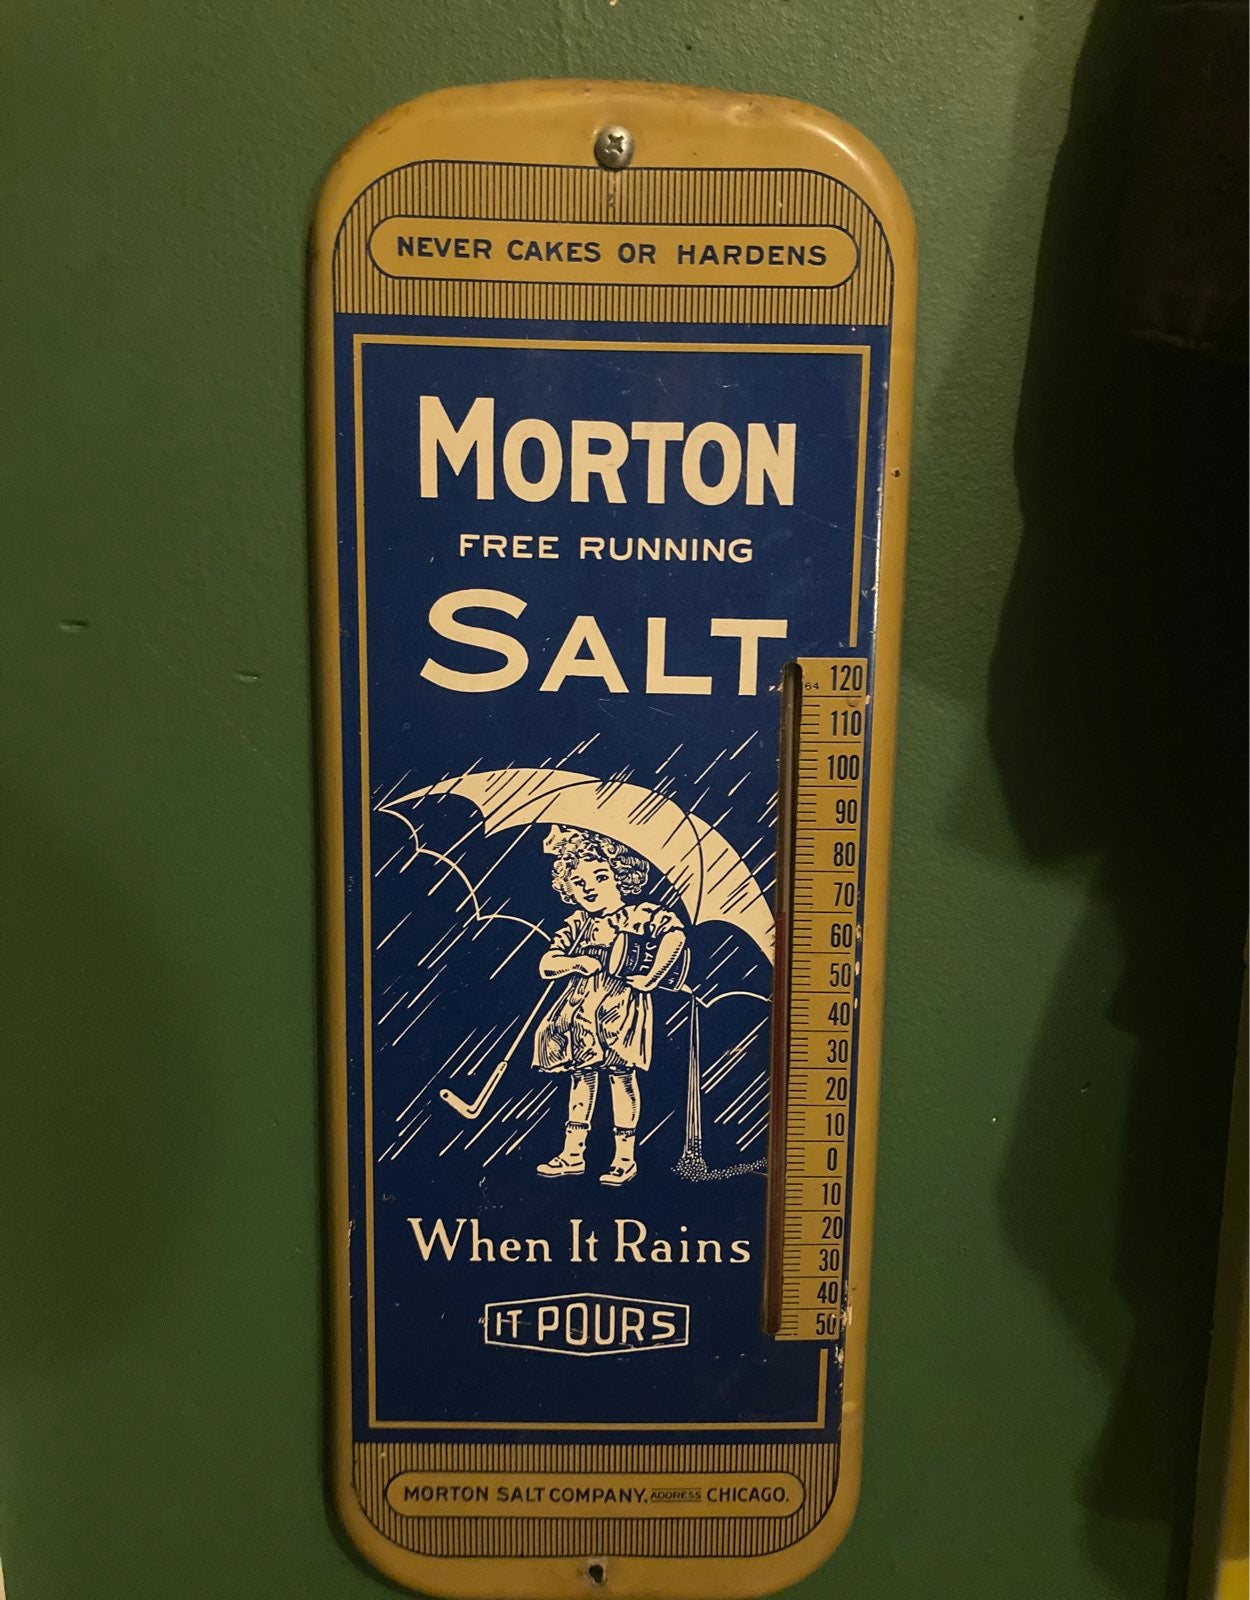 NEVER CAKES OR HARDENS
MORTON
FREE RUNNING
SALT
64
120
110
100
90
80
70
60
50
40
30
20
10
0
10
20
30
40
50
SALT
When It Rains
IT POURS
MORTON SALT COMPANY, ADDRESS CHICAGO.